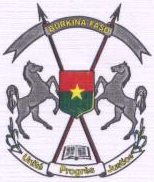 BURKINA FASO
Unité Progrès Justice